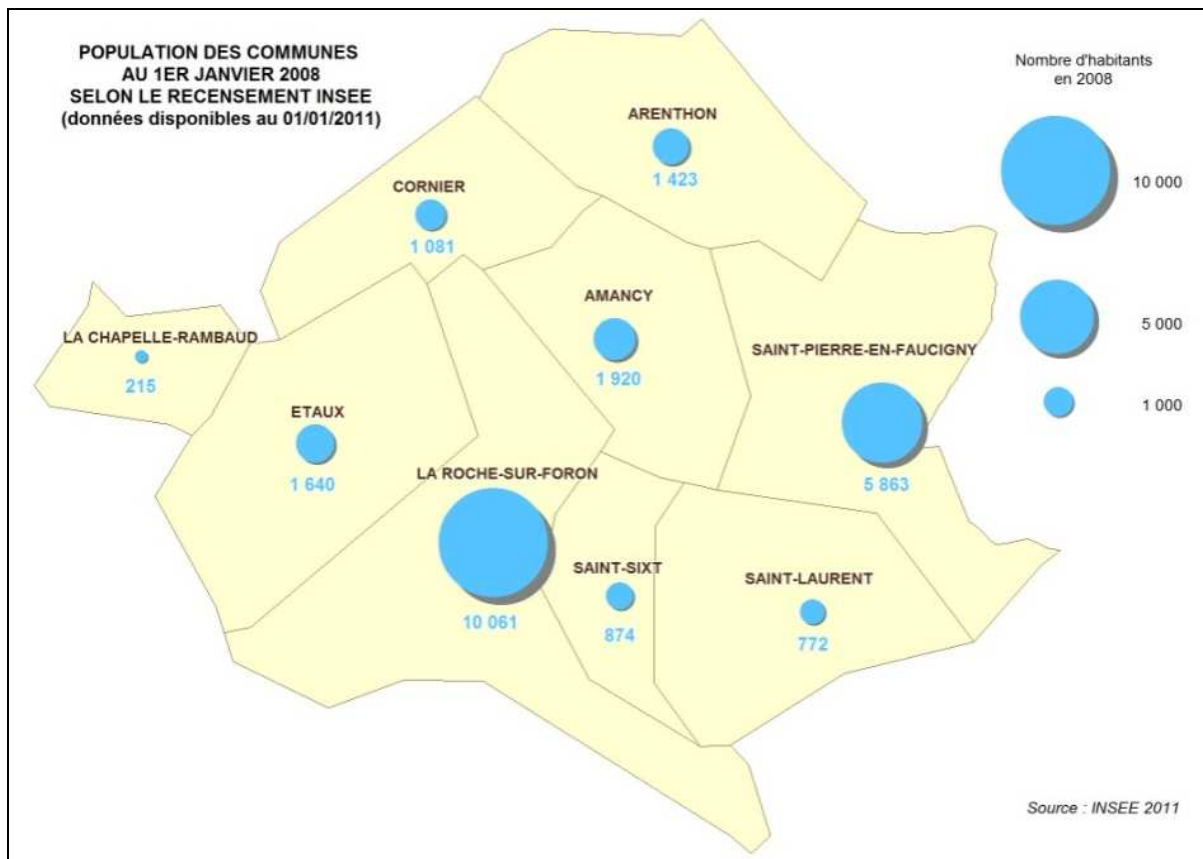 POPULATION DES COMMUNES
AU 1ER JANVIER 2008
SELON LE RECENSEMENT INSEE
(données disponibles au 01/01/2011)
Nombre d'habitants
en 2008
10 000
5 000
1 000
ARENTHON
1 423
CORNIER
1 081
AMANCY
1 920
LA CHAPELLE-RAMBAUD
215
SAINT-PIERRE-EN-FAUCIGNY
5 863
ETAUX
1 640
LA ROCHE-SUR-FORON
10 061
SAINT-SIXT
874
SAINT-LAURENT
772
Source : INSEE 2011